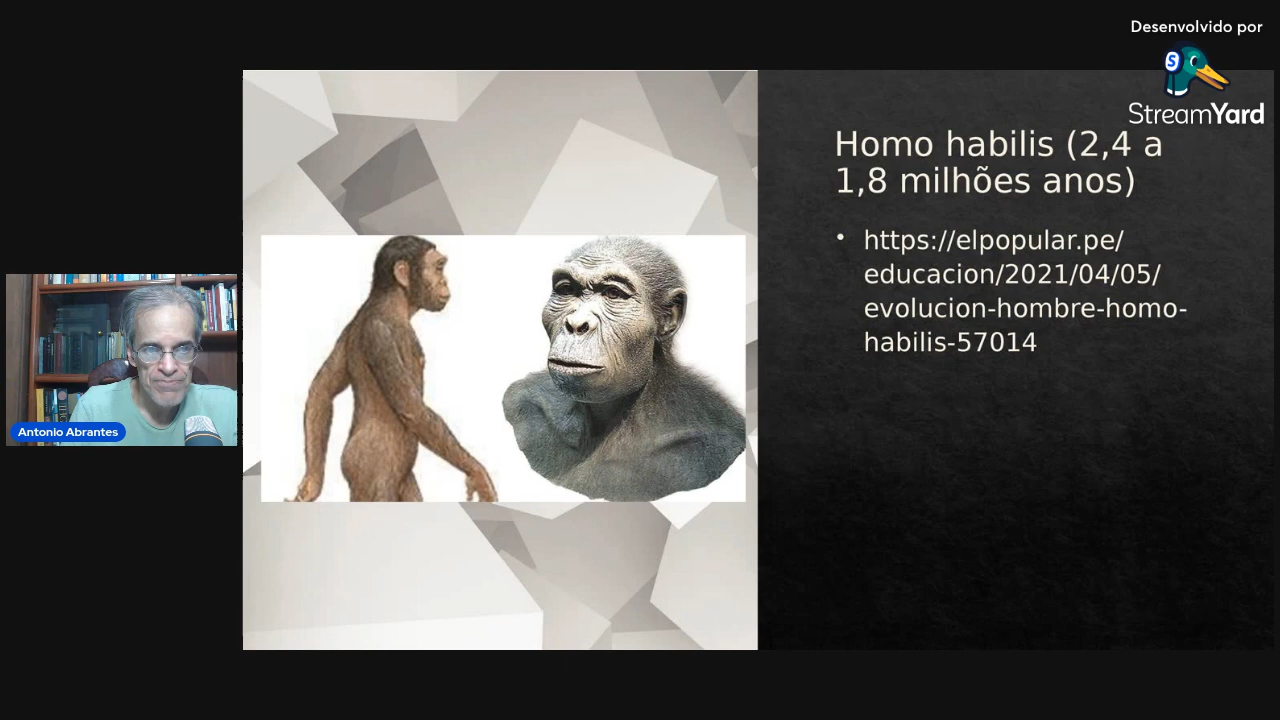 Desenvolvido por
StreamYard
Homo habilis (2,4 a
1,8 milhões anos)
• https://elpopular.pe/
educacion/2021/04/05/
evolucion-hombre-homo-
habilis-57014
Antonio Abrantes